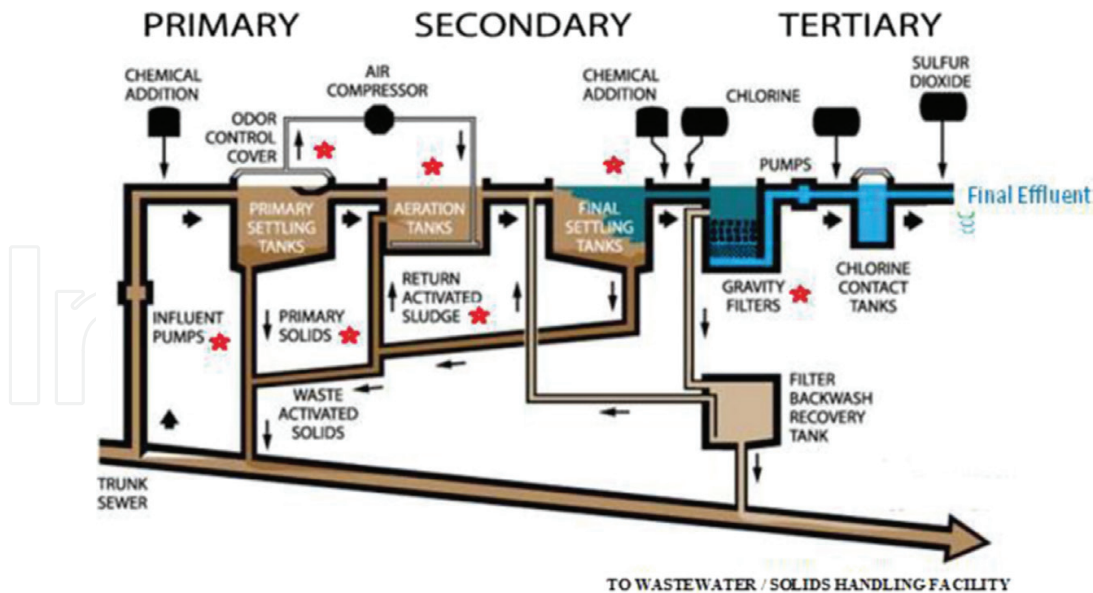 PRIMARY
SECONDARY
TERTIARY
CHEMICAL
ADDITION
ODOR
CONTROL
COVER
AIR
COMPRESSOR
CHEMICAL
ADDITION
CHLORINE
SULFUR
DIOXIDE
PUMPS
PRIMARY
SETTLING
TANKS
AERATION
TANKS
FINAL
SETTLING
TANKS
Final Effluent
GRAVITY
FILTERS
CHLORINE
CONTACT
TANKS
INFLUENT
PUMPS
PRIMARY
SOLIDS
RETURN
ACTIVATED
SLUDGE
WASTE
ACTIVATED
SOLIDS
FILTER
BACKWASH
RECOVERY
TANK
TRUNK
SEWER
TO WASTEWATER / SOLIDS HANDLING FACILITY